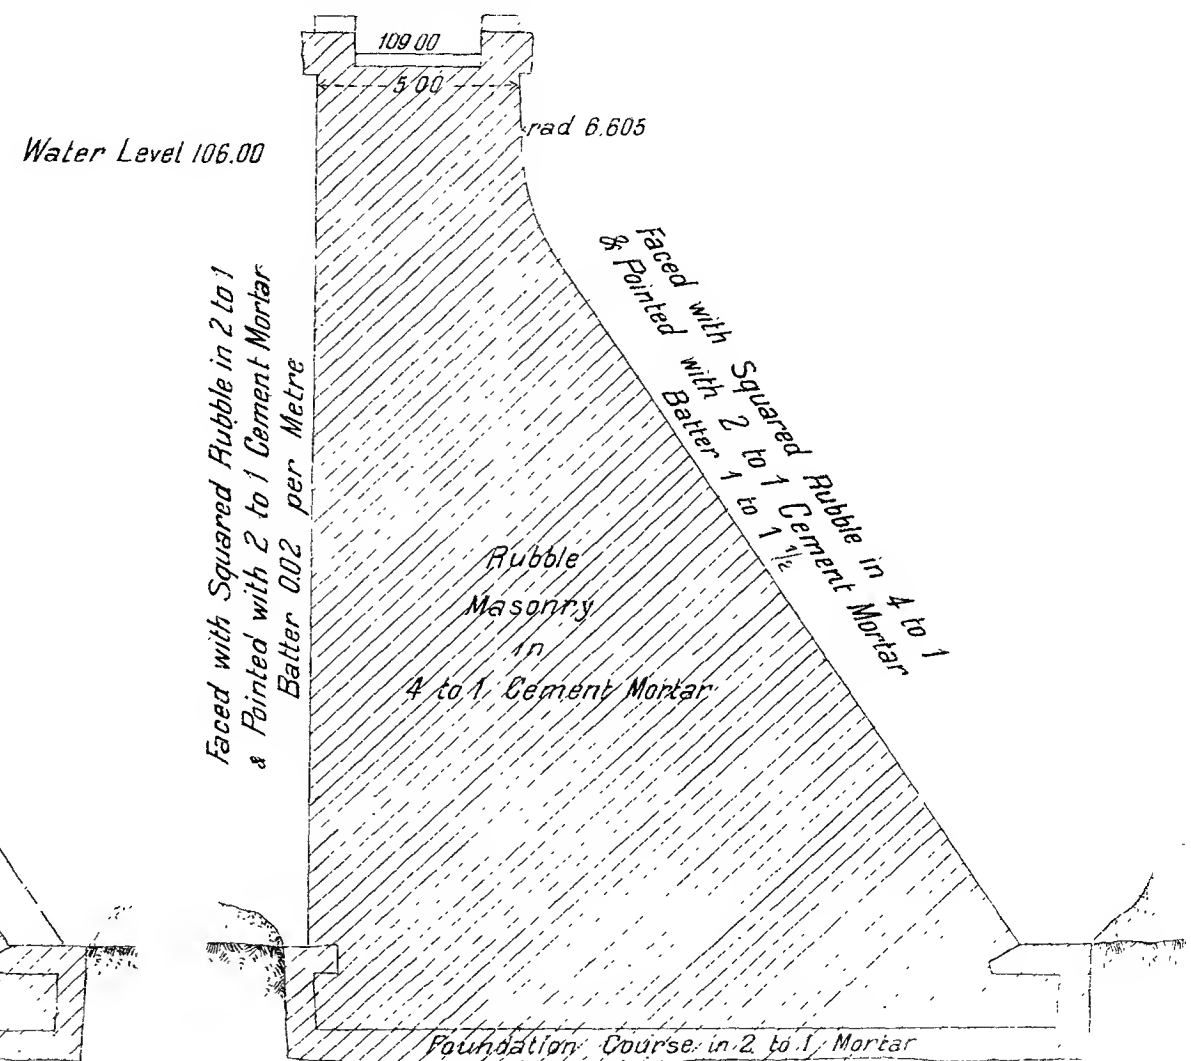 109 00
5 00
rad 6.605
Water Level 106.00
Faced with Squared Rubble in 2 to 1
& Pointed with 2 to 1 Cement Mortar
Batter 0.02 per Metre
Faced with Squared Rubble in 4 to 1
& Pointed with 2 to 1 Cement Mortar
Batter 1 to 1 1/2
Rubble
Masonry
in
4 to 1 Cement Mortar
Foundation Course in 2 to 1 Mortar